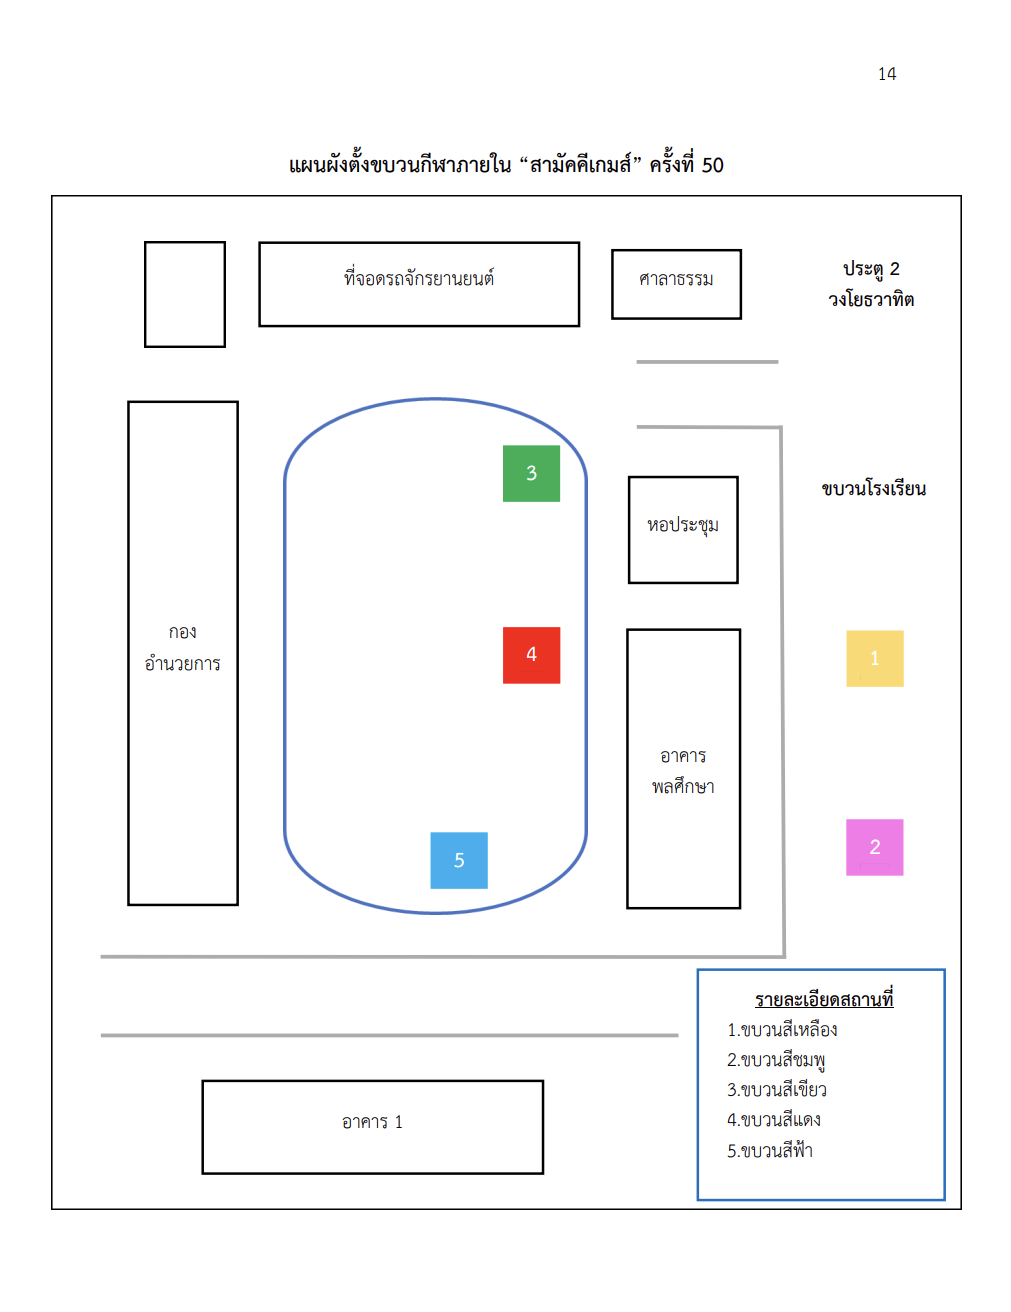 14
แผนผังตั้งขบวนกีฬาภายใน “สามัคคีเกมส์” ครั้งที่ 50
ที่จอดรถจักรยานยนต์
ศาลาธรรม
ประตู 2
วงโยธวาทิต
3
ขบวนโรงเรียน
หอประชุม
กอง
อำนวยการ
4
1
อาคาร
พลศึกษา
5
2
รายละเอียดสถานที่
1.ขบวนสีเหลือง
2.ขบวนสีชมพู
3.ขบวนสีเขียว
4.ขบวนสีแดง
5.ขบวนสีฟ้า
อาคาร 1